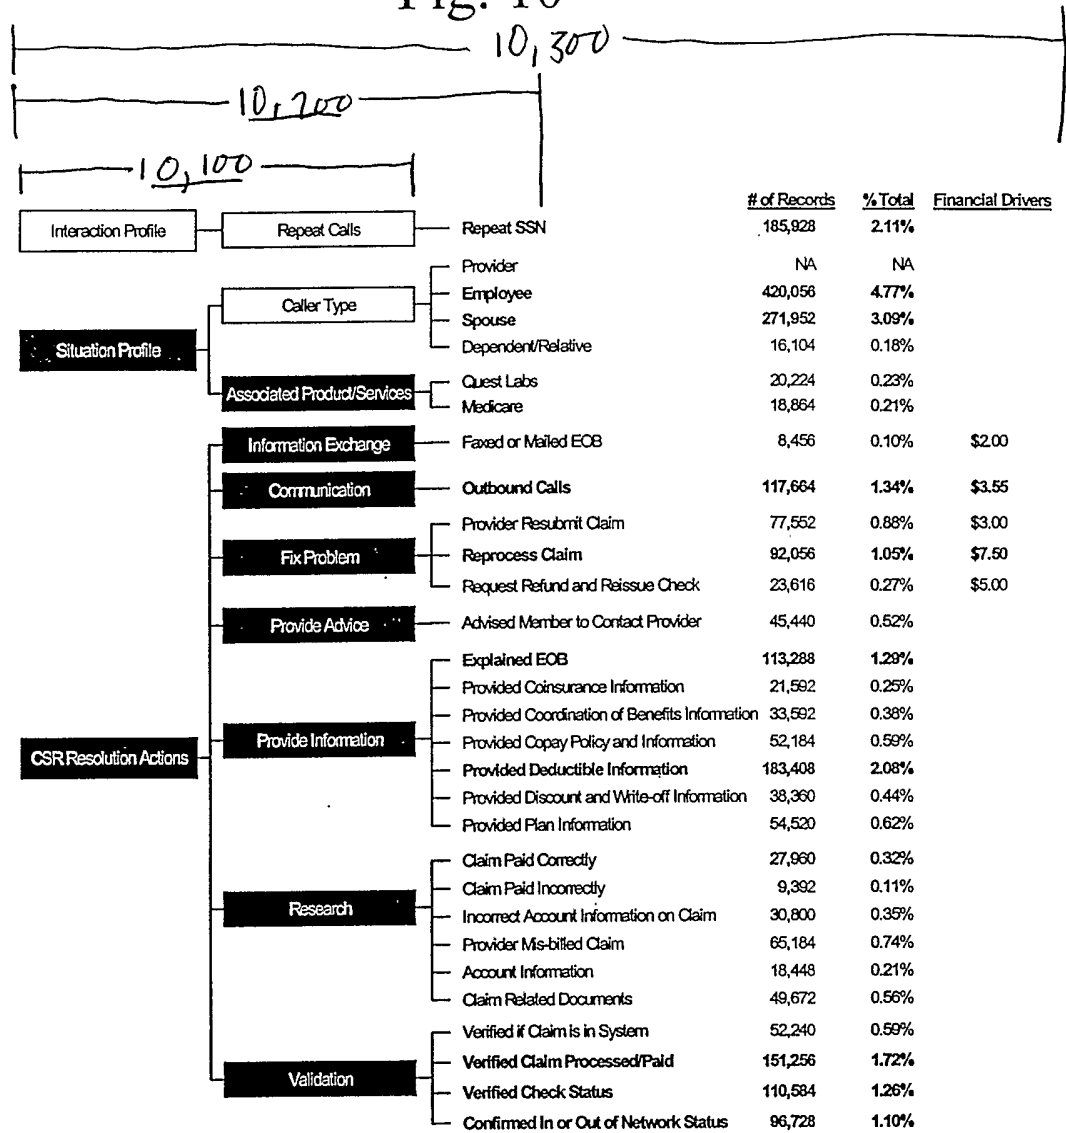 Fig. 10
10,300
10,200
10,100
# of Records %Total Financial Drivers
Interaction Profile Repeat Calls Repeat SSN 185,928 2.11%
Provider NA NA
Employee 420,056 4.77%
Caller Type
Spouse 271,952 3.09%
Situation Profile
Dependent/Relative 16,104 0.18%
Quest Labs 20,224 0.23%
Associated Product/Services
Medicare 18,864 0.21%
Information Exchange Faxed or Mailed EOB 8,456 0.10% $2.00
Communication Outbound Calls 117,664 1.34% $3.55
Provider Resubmit Claim 77,552 0.88% $3.00
Fix Problem Reprocess Claim 92,056 1.05% $7.50
Request Refund and Reissue Check 23,616 0.27% $5.00
Provide Advice Advised Member to Contact Provider 45,440 0.52%
Explained EOB 113,288 1.29%
Provided Coinsurance Information 21,592 0.25%
Provided Coordination of Benefits Information 33,592 0.38%
Provide Information Provided Copay Policy and Information 52,184 0.59%
CSR Resolution Actions
Provided Deductible Information 183,408 2.08%
Provided Discount and Write-off Information 38,360 0.44%
Provided Plan Information 54,520 0.62%
Claim Paid Correctly 27,960 0.32%
Claim Paid Incorrectly 9,392 0.11%
Research
Incorrect Account Information on Claim 30,800 0.35%
Provider Mis-billed Claim 65,184 0.74%
Account Information 18,448 0.21%
Claim Related Documents 49,672 0.56%
Verified if Claim is in System 52,240 0.59%
Verified Claim Processed/Paid 151,256 1.72%
Validation
Verified Check Status 110,584 1.26%
Confirmed In or Out of Network Status 96,728 1.10%